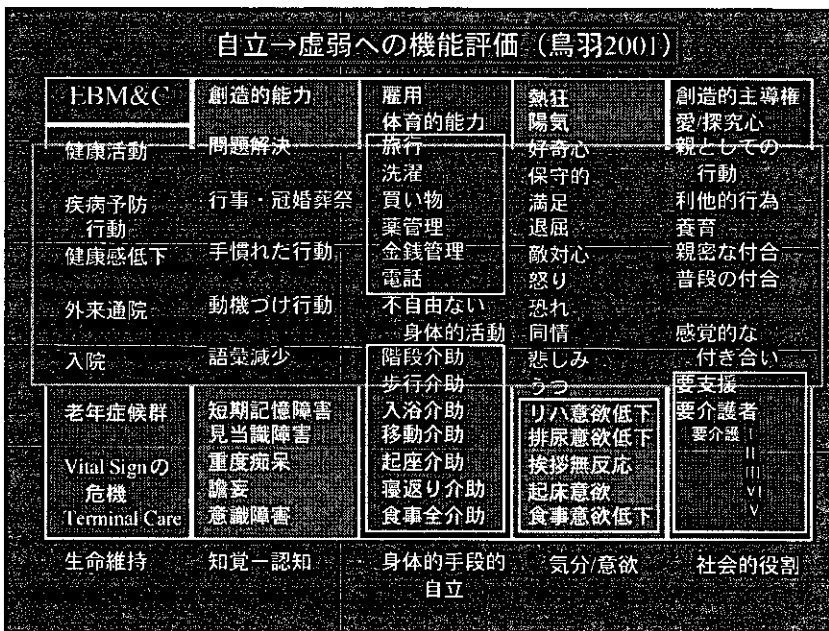 自立→虚弱への機能評価（鳥羽2001）
EBM&C
健康活動
疾病予防
行動
健康感低下
外来通院
入院
老年症候群
Vital Signの
危機
Terminal Care
生命維持
創造的能力
問題解決
行事・冠婚葬祭
手慣れた行動
動機づけ行動
語彙減少
短期記憶障害
見当識障害
重度痴呆
譫妄
意識障害
知覚ー認知
雇用
体育的能力
旅行
洗濯
買い物
薬管理
金銭管理
電話
不自由ない
身体的活動
階段介助
歩行介助
入浴介助
移動介助
起座介助
寝返り介助
食事全介助
身体的手段的
自立
熱狂
陽気
好奇心
保守的
満足
退屈
敵対心
怒り
恐れ
同情
悲しみ
うつ
リハ意欲低下
排尿意欲低下
挨拶無反応
起床意欲
食事意欲低下
気分/意欲
創造的主導権
愛/探究心
親としての
行動
利他的行為
養育
親密な付合
普段の付合
感覚的な
付き合い
要支援
要介護者
要介護 I
II
III
VI
V
社会的役割